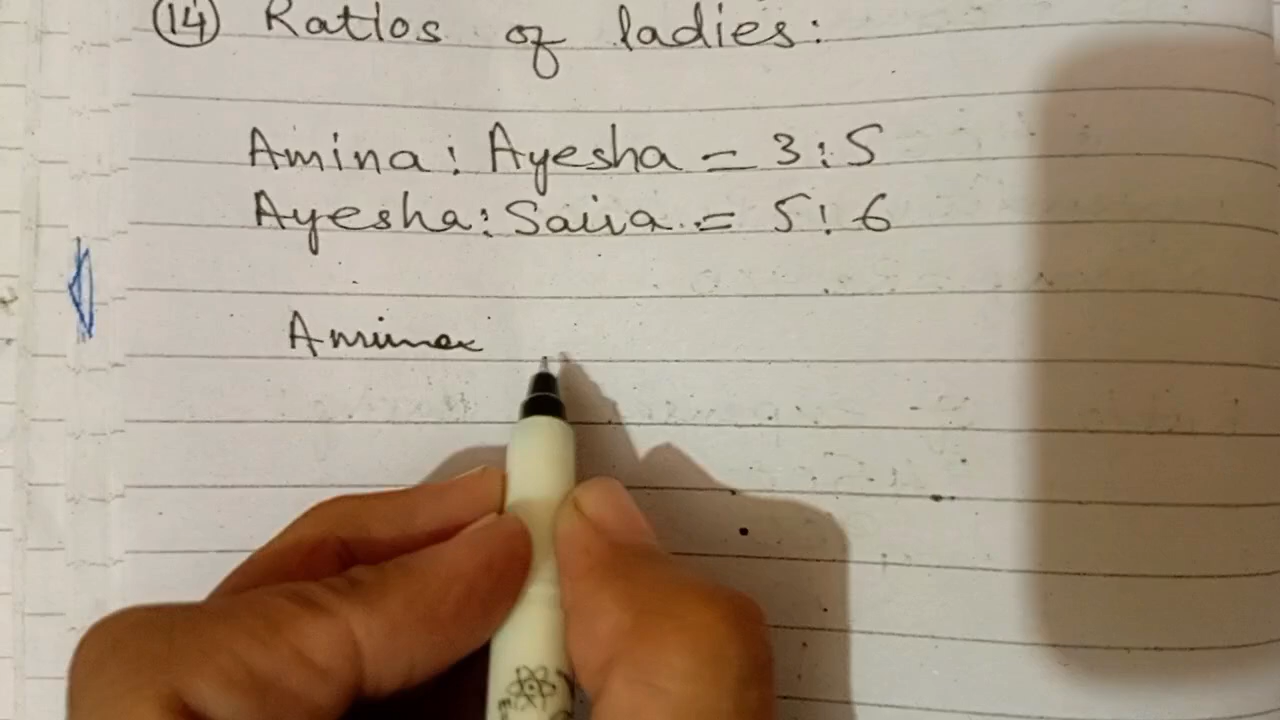 14 Ratios of ladies:
Amina: Ayesha = 3:5
Ayesha: Saira = 5:6
Amina